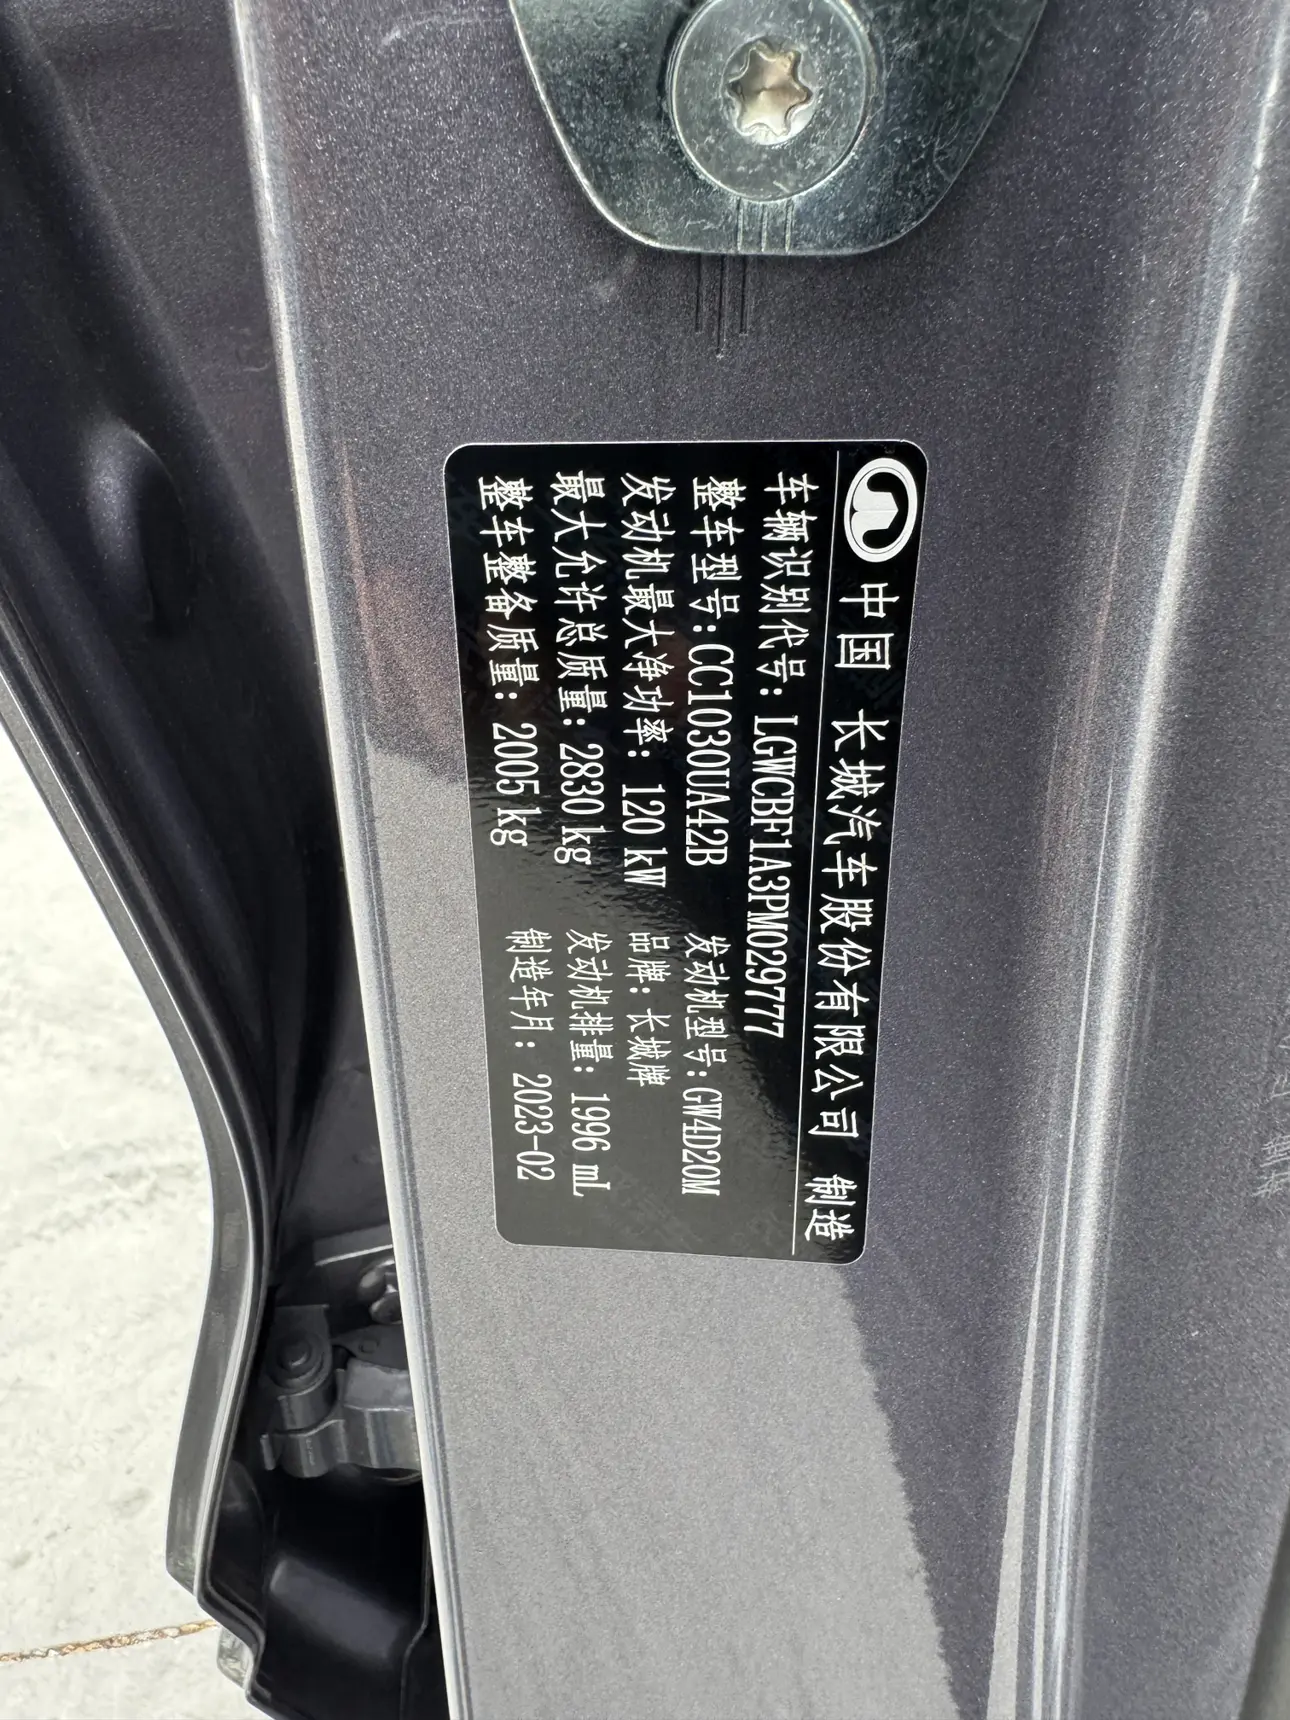 中国 长城汽车股份有限公司 制造
车辆识别代号: LGWCBF1A3PM029777
整车型号: CC1030UA42B 发动机型号: GW4D20M
发动机最大净功率: 120 kW 品牌: 长城牌
最大允许总质量: 2830 kg 发动机排量: 1996 mL
整车整备质量: 2005 kg 制造年月: 2023-02